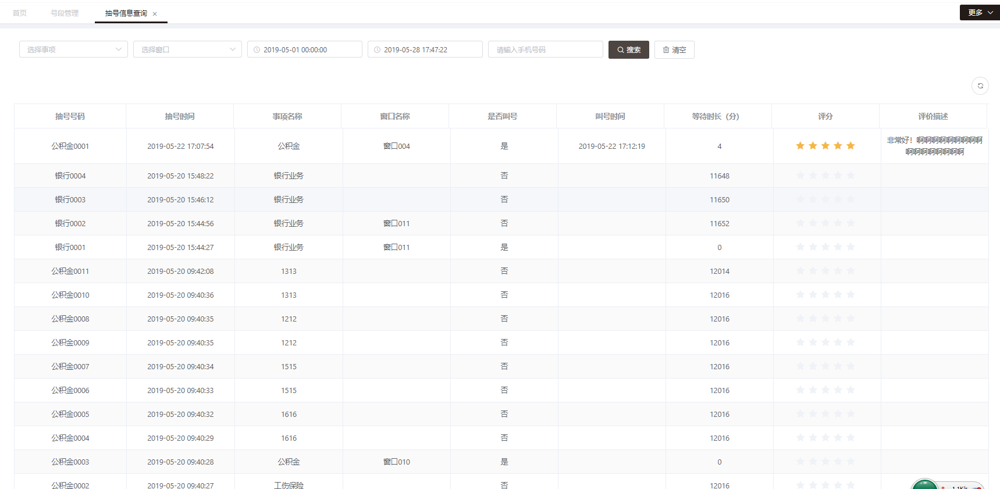 首页 号段管理 抽号信息查询 × 更多
选择事项 选择窗口 2019-05-01 00:00:00 2019-05-28 17:47:22 请输入手机号码 搜索 清空
抽号号码 抽号时间 事项名称 窗口名称 是否叫号 叫号时间 等待时长（分） 评分 评价描述
公积金0001 2019-05-22 17:07:54 公积金 窗口004 是 2019-05-22 17:12:19 4 非常好！啊啊啊啊啊啊啊啊啊
啊啊啊啊啊啊啊啊
银行0004 2019-05-20 15:48:22 银行业务 否 11648
银行0003 2019-05-20 15:46:12 银行业务 否 11650
银行0002 2019-05-20 15:44:56 银行业务 窗口011 否 11652
银行0001 2019-05-20 15:44:27 银行业务 窗口011 是 0
公积金0011 2019-05-20 09:42:08 1313 否 12014
公积金0010 2019-05-20 09:40:36 1313 否 12016
公积金0008 2019-05-20 09:40:35 1212 否 12016
公积金0009 2019-05-20 09:40:35 1212 否 12016
公积金0007 2019-05-20 09:40:34 1515 否 12016
公积金0006 2019-05-20 09:40:33 1515 否 12016
公积金0005 2019-05-20 09:40:32 1616 否 12016
公积金0004 2019-05-20 09:40:29 1616 否 12016
公积金0003 2019-05-20 09:40:28 公积金 窗口010 是 0
公积金0002 2019-05-20 09:40:27 工伤保险 否 12016